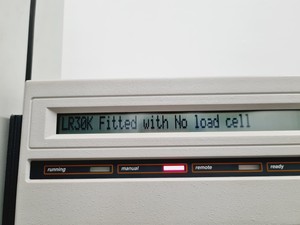 LR30K Fitted with No load cell
running manual remote ready